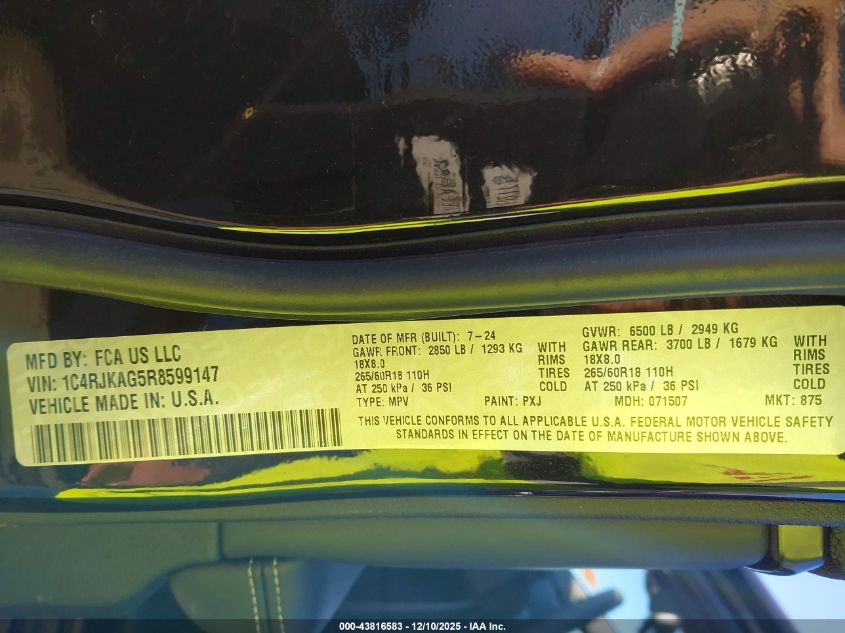 MFD BY: FCA US LLC
VIN: 1C4RJKAG5R8599147
VEHICLE MADE IN: U.S.A.
DATE OF MFR (BUILT): 7-24
GAWR FRONT: 2850 LB / 1293 KG WITH
18X8.0 RIMS
265/60R18 110H TIRES
AT 250 kPa / 36 PSI COLD
GVWR: 6500 LB / 2949 KG
GAWR REAR: 3700 LB / 1679 KG WITH
18X8.0 RIMS
265/60R18 110H TIRES
AT 250 kPa / 36 PSI COLD
TYPE: MPV PAINT: PXJ MDH: 071507 MKT: 875
THIS VEHICLE CONFORMS TO ALL APPLICABLE U.S.A. FEDERAL MOTOR VEHICLE SAFETY
STANDARDS IN EFFECT ON THE DATE OF MANUFACTURE SHOWN ABOVE.
000-43816583 - 12/10/2025 - IAA Inc.